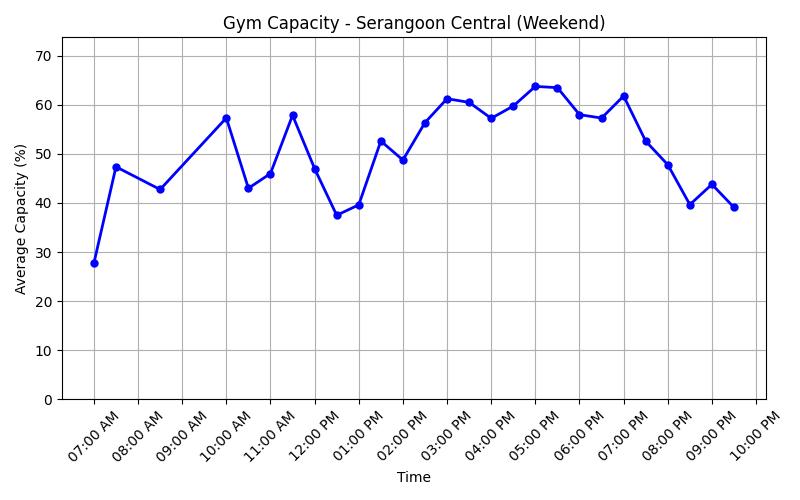 Gym Capacity - Serangoon Central (Weekend)
Average Capacity (%)
70
60
50
40
30
20
10
0
07:00 AM
08:00 AM
09:00 AM
10:00 AM
11:00 AM
12:00 PM
01:00 PM
02:00 PM
03:00 PM
04:00 PM
05:00 PM
06:00 PM
07:00 PM
08:00 PM
09:00 PM
10:00 PM
Time